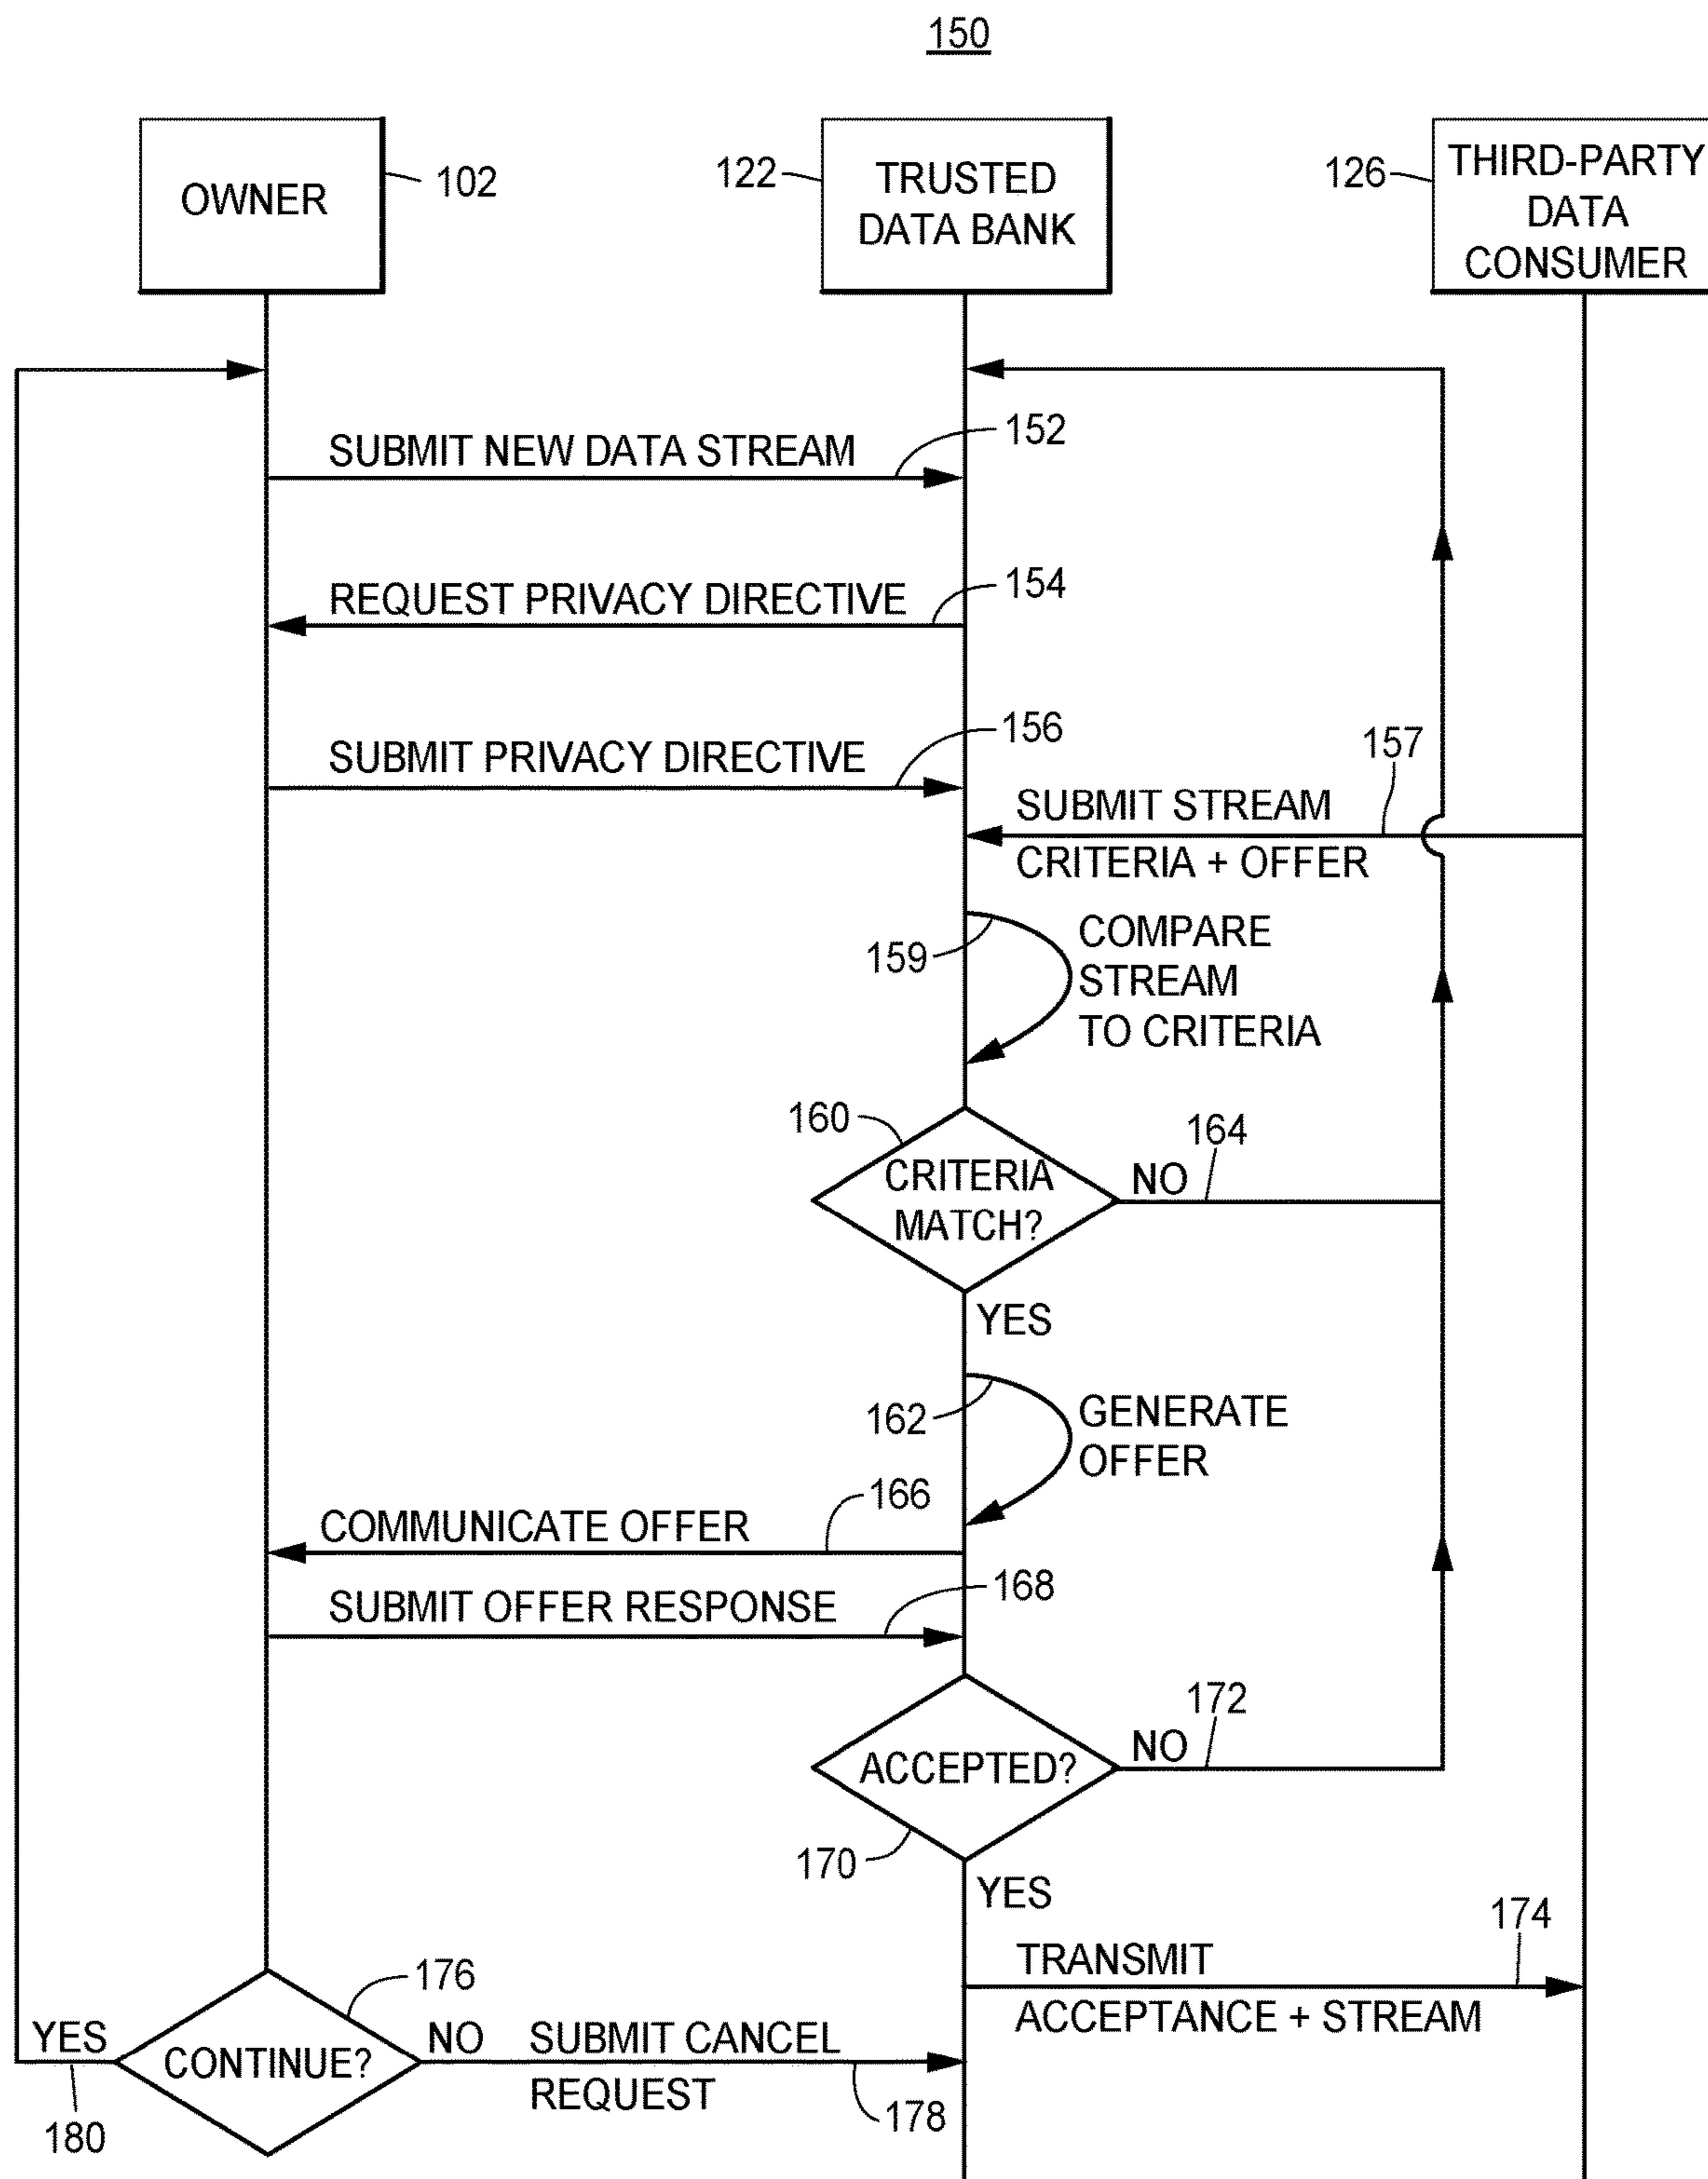 150
OWNER
102
122
TRUSTED
DATA BANK
126
THIRD-PARTY
DATA
CONSUMER
SUBMIT NEW DATA STREAM
152
REQUEST PRIVACY DIRECTIVE
154
SUBMIT PRIVACY DIRECTIVE
156
157
SUBMIT STREAM
CRITERIA + OFFER
159
COMPARE
STREAM
TO CRITERIA
160
CRITERIA
MATCH?
NO
164
YES
162
GENERATE
OFFER
COMMUNICATE OFFER
166
SUBMIT OFFER RESPONSE
168
ACCEPTED?
NO
172
170
YES
174
TRANSMIT
ACCEPTANCE + STREAM
176
YES
CONTINUE?
NO
SUBMIT CANCEL
REQUEST
178
180